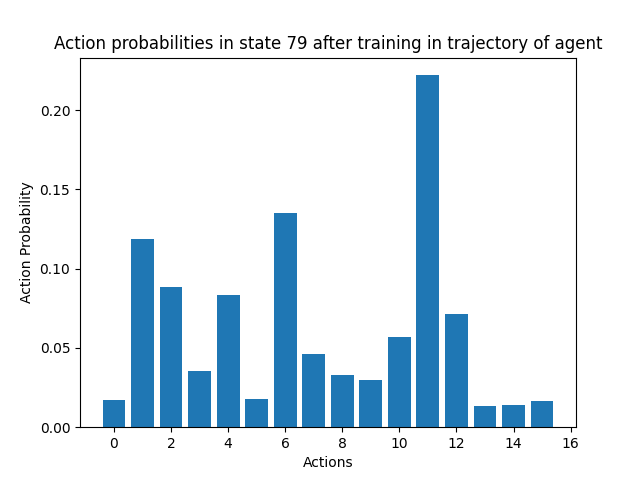 Action probabilities in state 79 after training in trajectory of agent
0.20
0.15
0.10
0.05
0.00
Action Probability
0 2 4 6 8 10 12 14 16
Actions